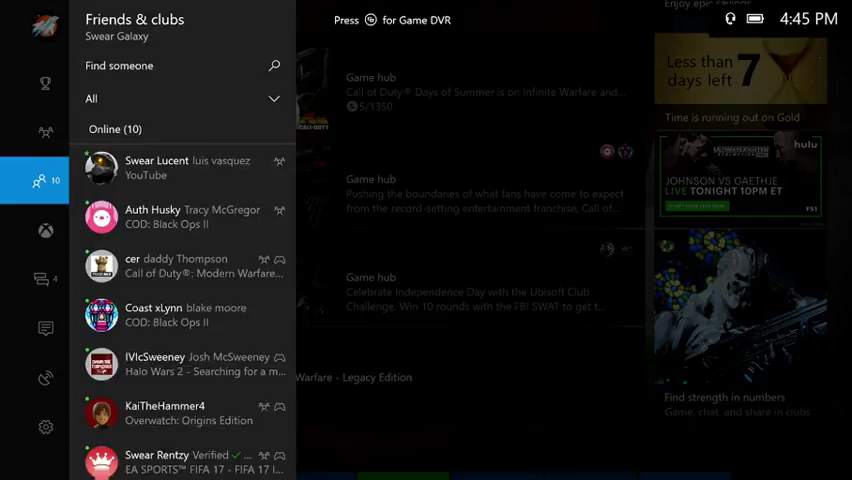 Friends & clubs
Swear Galaxy
Find someone
All
Online (10)
Swear Lucent luis vasquez
YouTube
Auth Husky Tracy McGregor
COD: Black Ops II
cer daddy Thompson
Call of Duty®: Modern Warfare...
Coast xLynn blake moore
COD: Black Ops II
IVIcSweeney Josh McSweeney
Halo Wars 2 - Searching for a m...
KaiTheHammer4
Overwatch: Origins Edition
Swear Rentzy Verified ✓ ...
EA SPORTS™ FIFA 17 - FIFA 17 I...
10
4
Press for Game DVR
4:45 PM
Game hub
Call of Duty® Days of Summer is on Infinite Warfare and...
5/1350
Game hub
Pushing the boundaries of what fans have come to expect
from the record-setting entertainment franchise, Call of...
Game hub
Celebrate Independence Day with the Ubisoft Club
Challenge. Win 10 rounds with the FBI SWAT to get t...
Warfare - Legacy Edition
Enjoy epic
Less than 7
days left
Time is running out on Gold
hulu
JOHNSON VS GAETHJE
LIVE TONIGHT 10PM ET
FS1
Find strength in numbers
Game, chat, and share in clubs